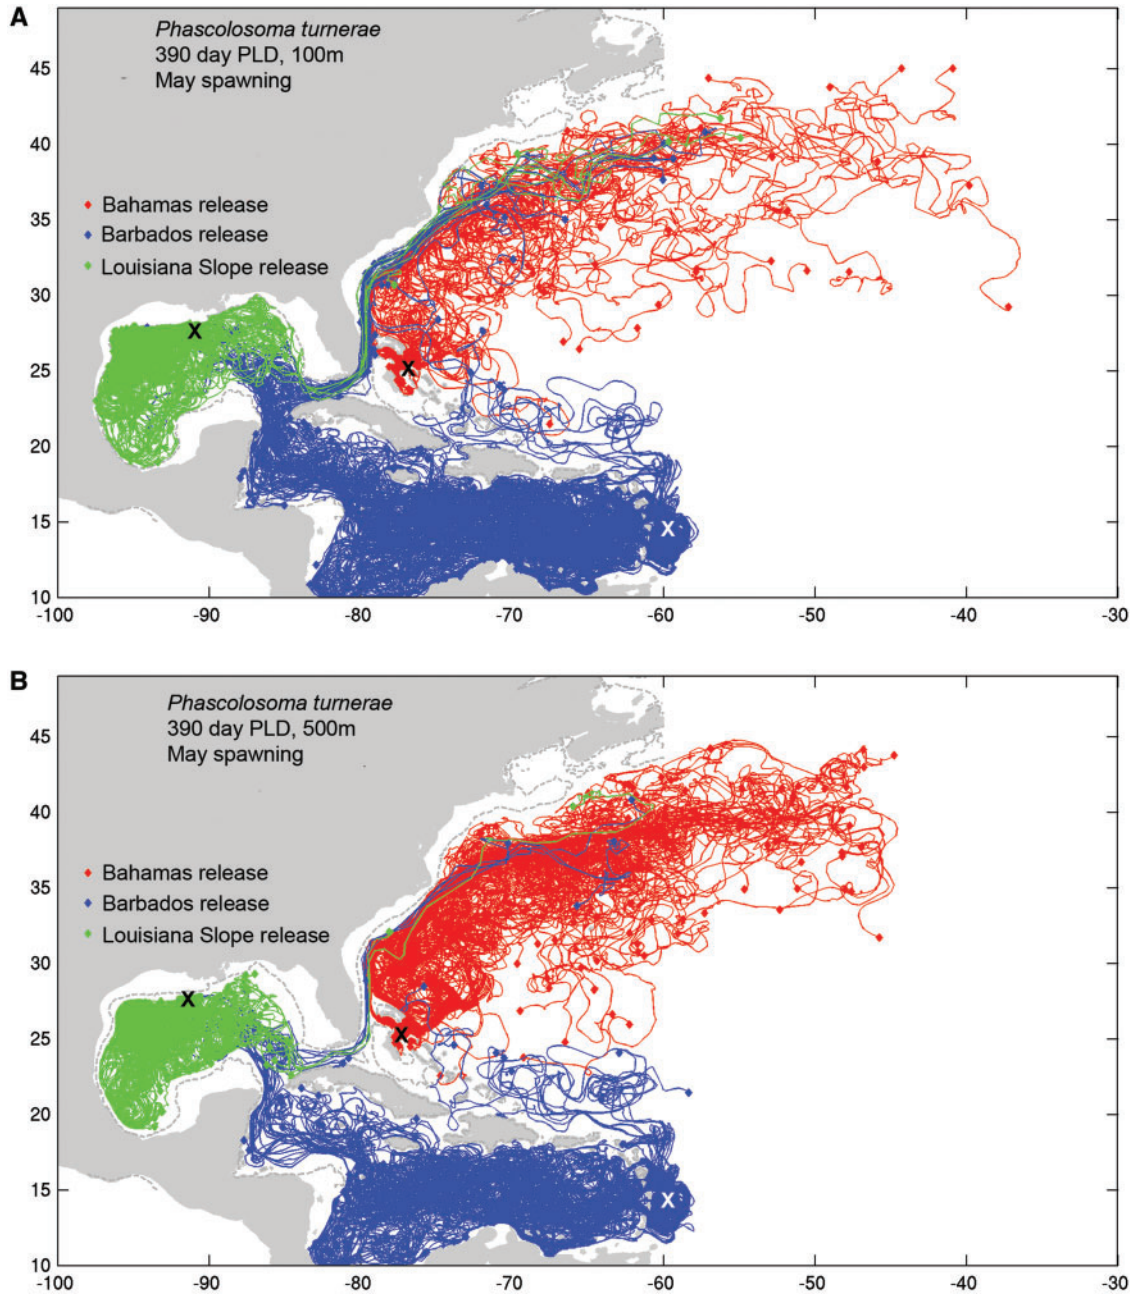 A
Phascolosoma turnerae
390 day PLD, 100m
May spawning
Bahamas release
Barbados release
Louisiana Slope release
X
X
X
45
40
35
30
25
20
15
10
-100 -90 -80 -70 -60 -50 -40 -30
B
Phascolosoma turnerae
390 day PLD, 500m
May spawning
Bahamas release
Barbados release
Louisiana Slope release
X
X
X
45
40
35
30
25
20
15
10
-100 -90 -80 -70 -60 -50 -40 -30